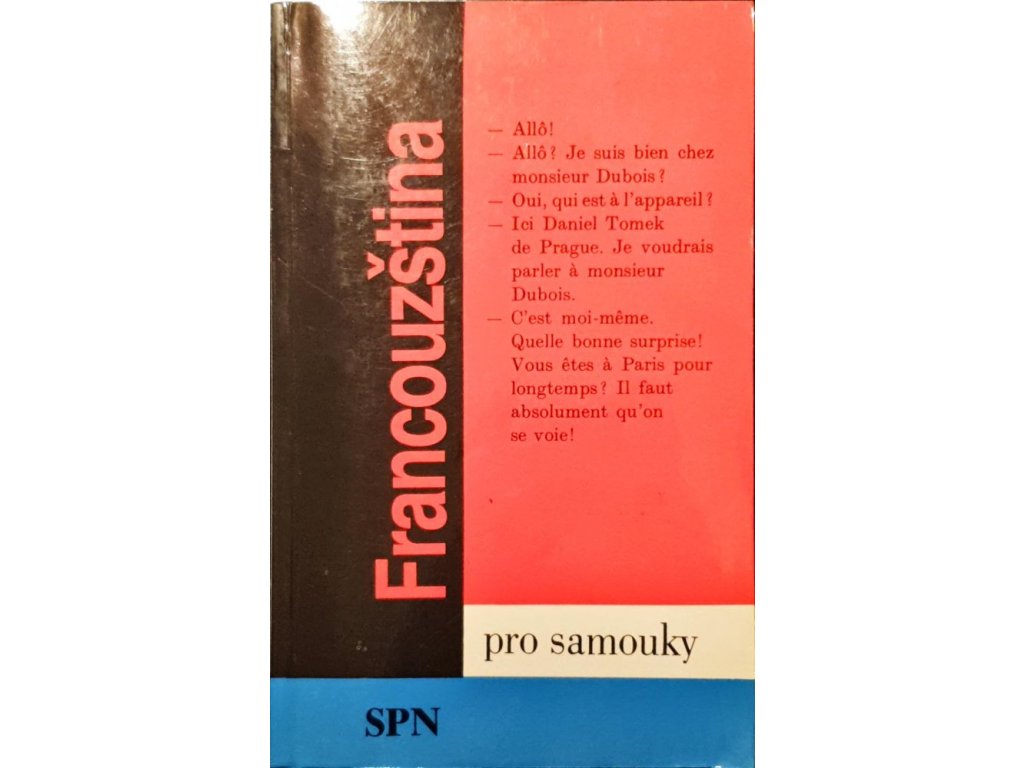 Francouzština
— Allô!
— Allô? Je suis bien chez
monsieur Dubois?
— Oui, qui est à l'appareil?
— Ici Daniel Tomek
de Prague. Je voudrais
parler à monsieur
Dubois.
— C'est moi-même.
Quelle bonne surprise!
Vous êtes à Paris pour
longtemps? Il faut
absolument qu'on
se voie!
pro samouky
SPN